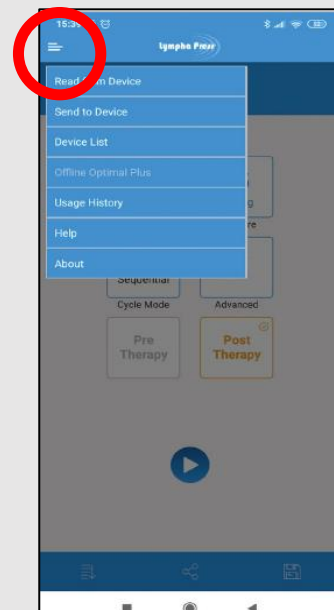 15:39
Lympha Press
Read from Device
Send to Device
Device List
Offline Optimal Plus
Usage History
Help
About
Sequential
Cycle Mode
Advanced
Pre
Therapy
Post
Therapy